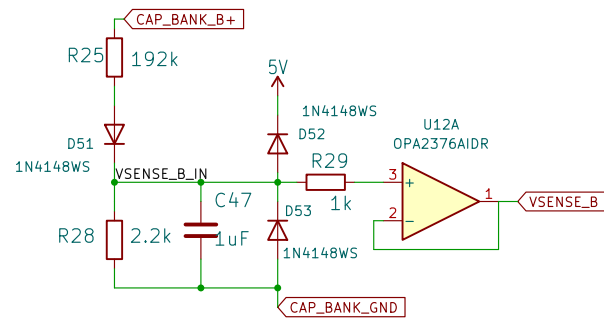 CAP_BANK_B+
R25
192k
5V
1N4148WS
D52
U12A
OPA2376AIDR
D51
1N4148WS
VSENSE_B_IN
R29
1k
3
+
2
-
1
VSENSE_B
C47
1uF
D53
1N4148WS
R28
2.2k
CAP_BANK_GND